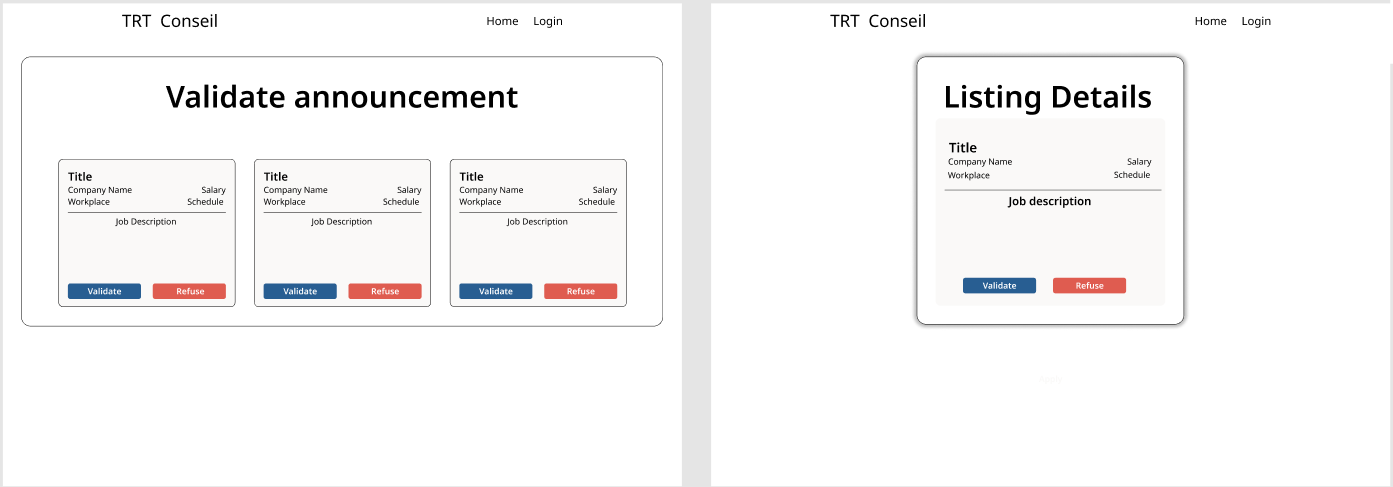 TRT Conseil Home Login
Validate announcement
Title
Company Name Salary
Workplace Schedule
Job Description
Validate Refuse
Title
Company Name Salary
Workplace Schedule
Job Description
Validate Refuse
Title
Company Name Salary
Workplace Schedule
Job Description
Validate Refuse
TRT Conseil Home Login
Listing Details
Title
Company Name Salary
Workplace Schedule
Job description
Validate Refuse